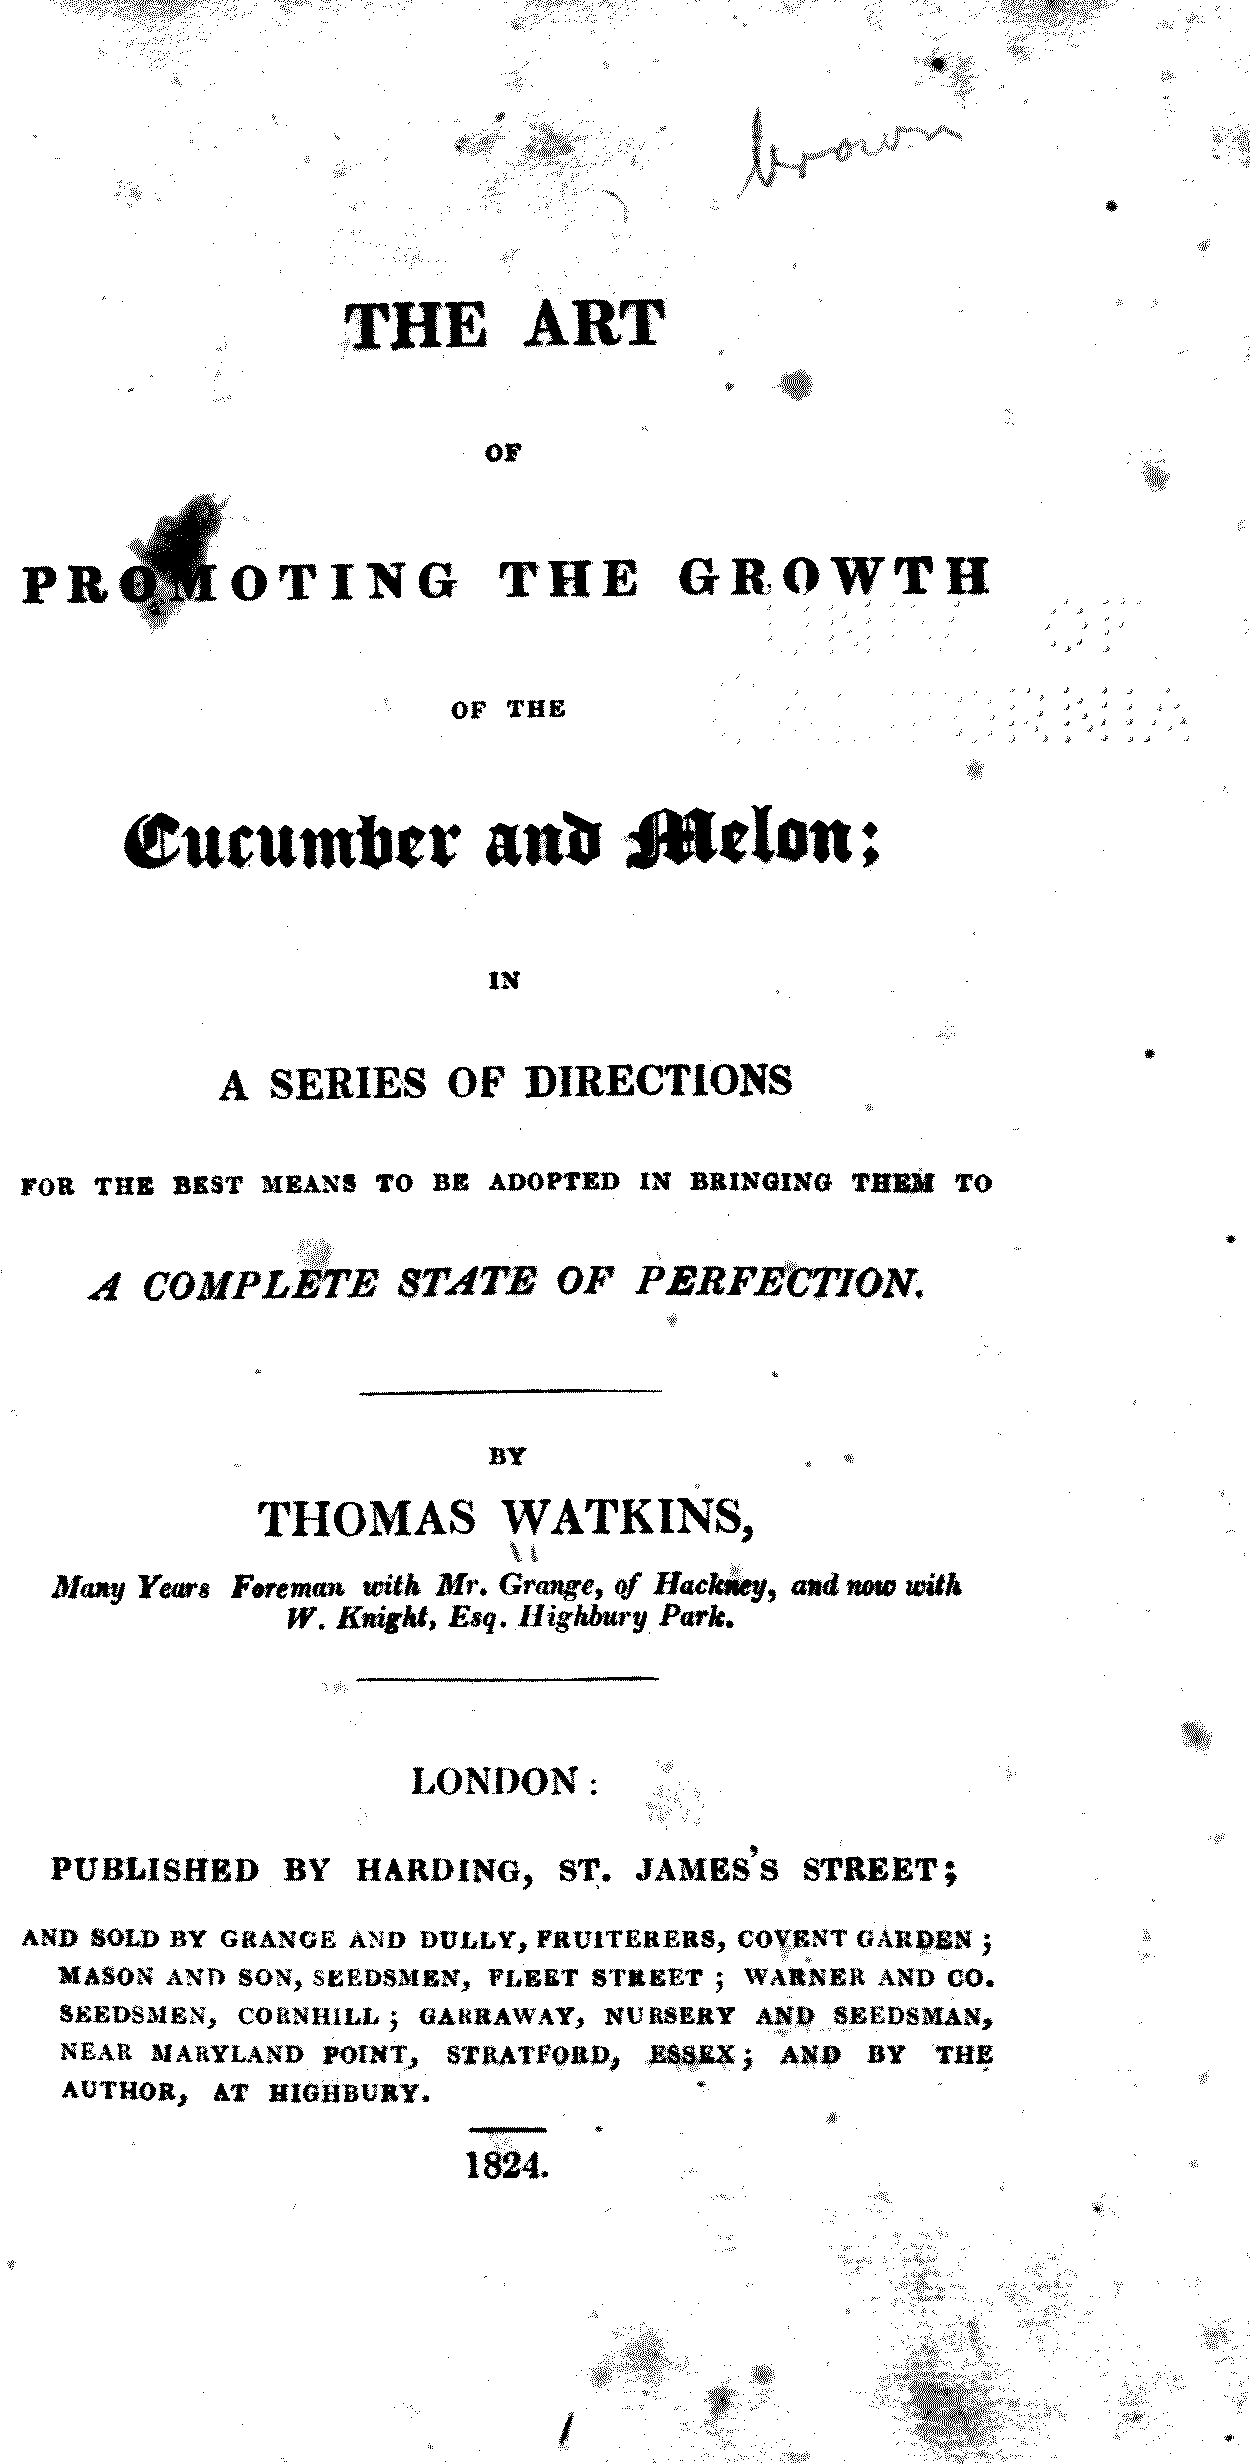 brown
THE ART
OF
PROMOTING THE GROWTH
UNIV. OF
CALIFORNIA
OF THE
Cucumber and Melon;
IN
A SERIES OF DIRECTIONS
FOR THE BEST MEANS TO BE ADOPTED IN BRINGING THEM TO
A COMPLETE STATE OF PERFECTION.
BY
THOMAS WATKINS,
Many Years Foreman with Mr. Grange, of Hackney, and now with
W. Knight, Esq. Highbury Park.
LONDON:
PUBLISHED BY HARDING, ST. JAMES'S STREET;
AND SOLD BY GRANGE AND DULLY, FRUITERERS, COVENT GARDEN;
MASON AND SON, SEEDSMEN, FLEET STREET; WARNER AND CO.
SEEDSMEN, CORNHILL; GARRAWAY, NURSERY AND SEEDSMAN,
NEAR MARYLAND POINT, STRATFORD, ESSEX; AND BY THE
AUTHOR, AT HIGHBURY.
1824.